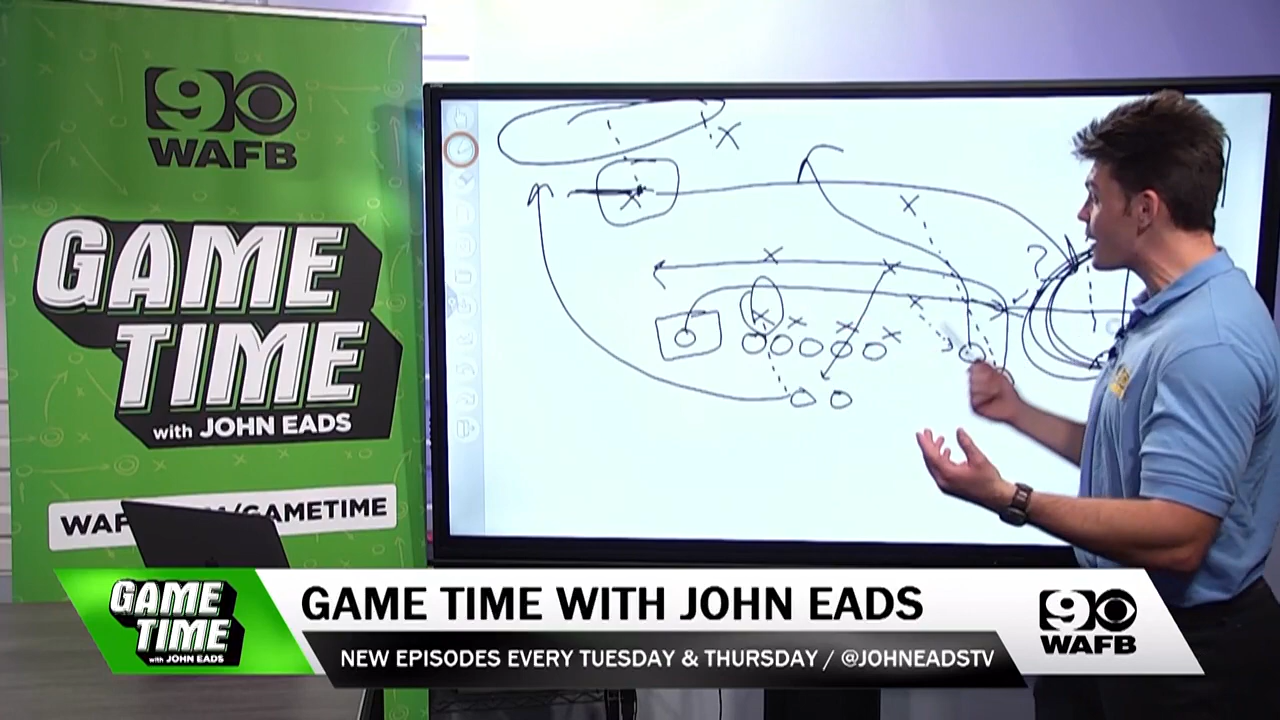 9
WAFB
GAME
TIME
with JOHN EADS
GAMETIME
?
GAME TIME with JOHN EADS
GAME TIME WITH JOHN EADS
NEW EPISODES EVERY TUESDAY & THURSDAY / @JOHNEADSTV
9
WAFB